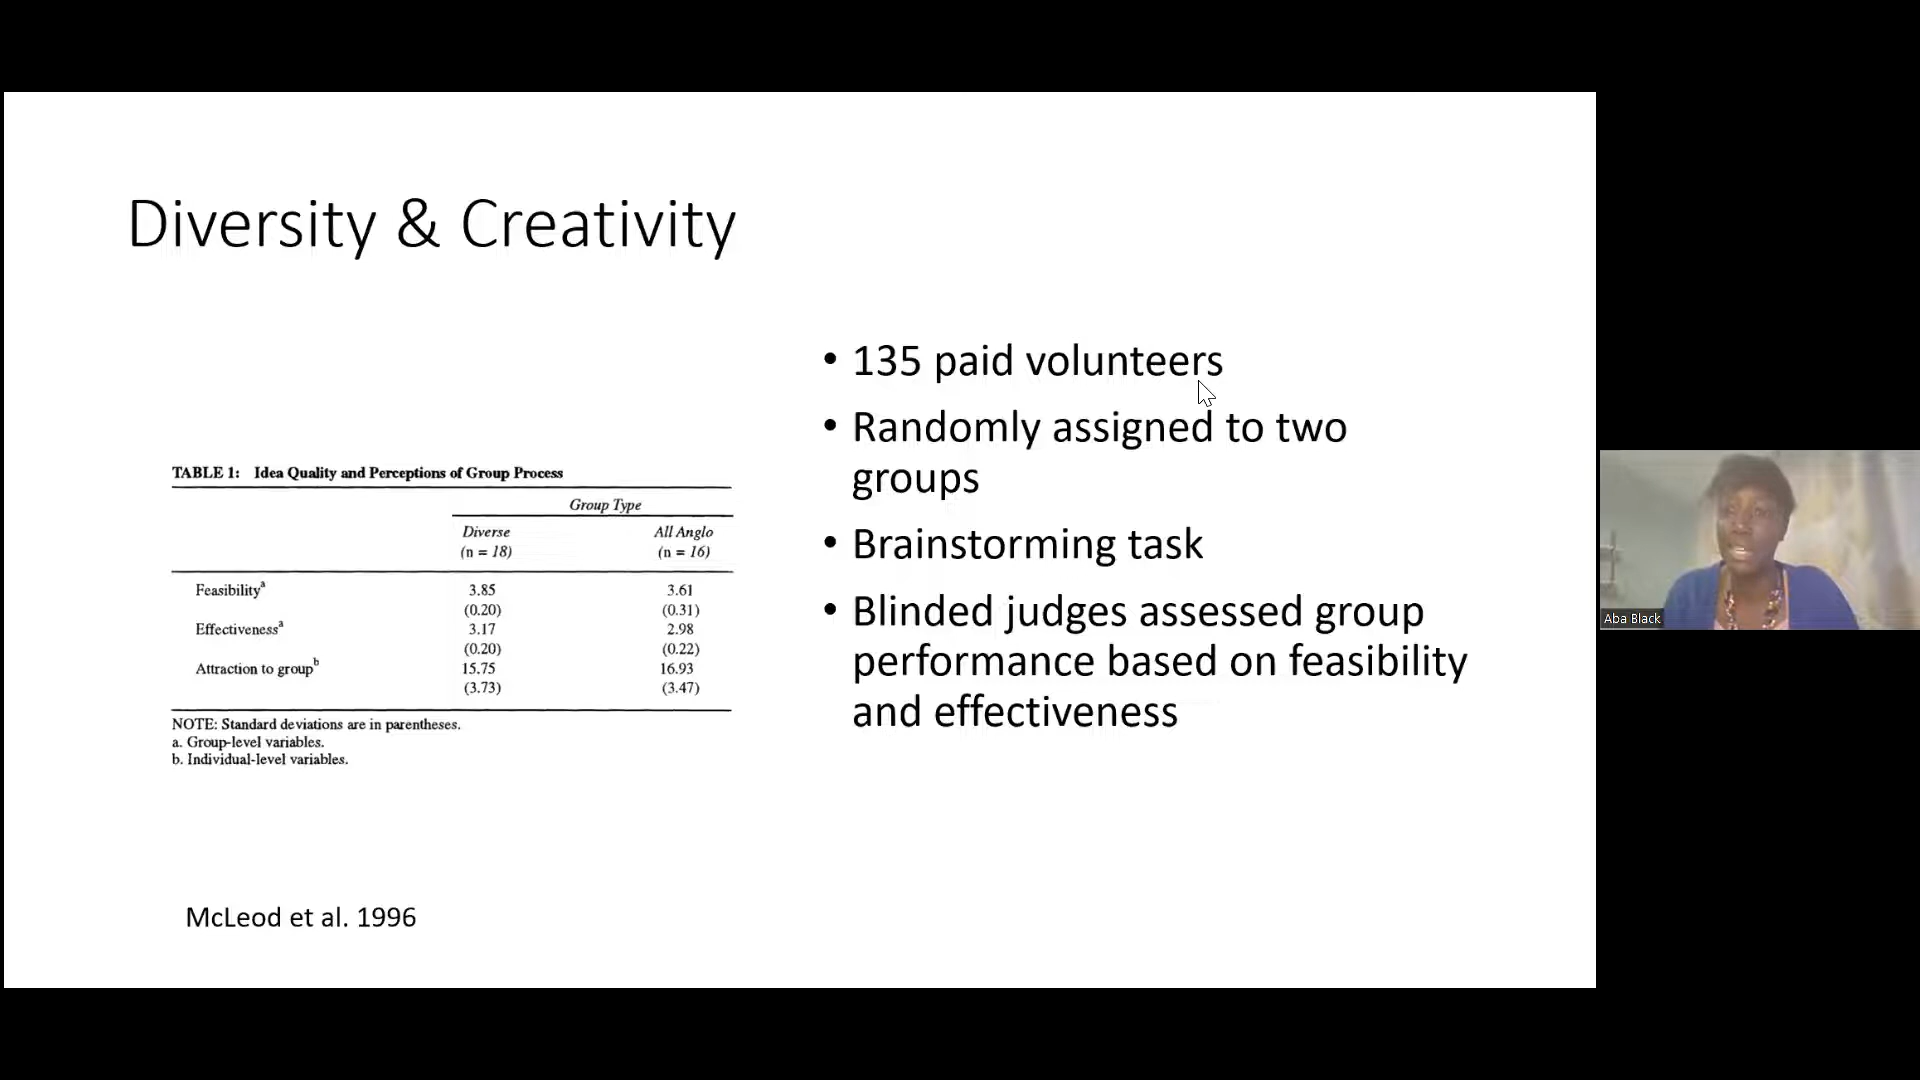 Diversity & Creativity
TABLE 1: Idea Quality and Perceptions of Group Process
Group Type
Diverse All Anglo
(n = 18) (n = 16)
Feasibilityᵃ 3.85 3.61
(0.20) (0.31)
Effectivenessᵃ 3.17 2.98
(0.20) (0.22)
Attraction to groupᵇ 15.75 16.93
(3.73) (3.47)
NOTE: Standard deviations are in parentheses.
a. Group-level variables.
b. Individual-level variables.
McLeod et al. 1996
• 135 paid volunteers
• Randomly assigned to two
groups
• Brainstorming task
• Blinded judges assessed group
performance based on feasibility
and effectiveness
Aba Black